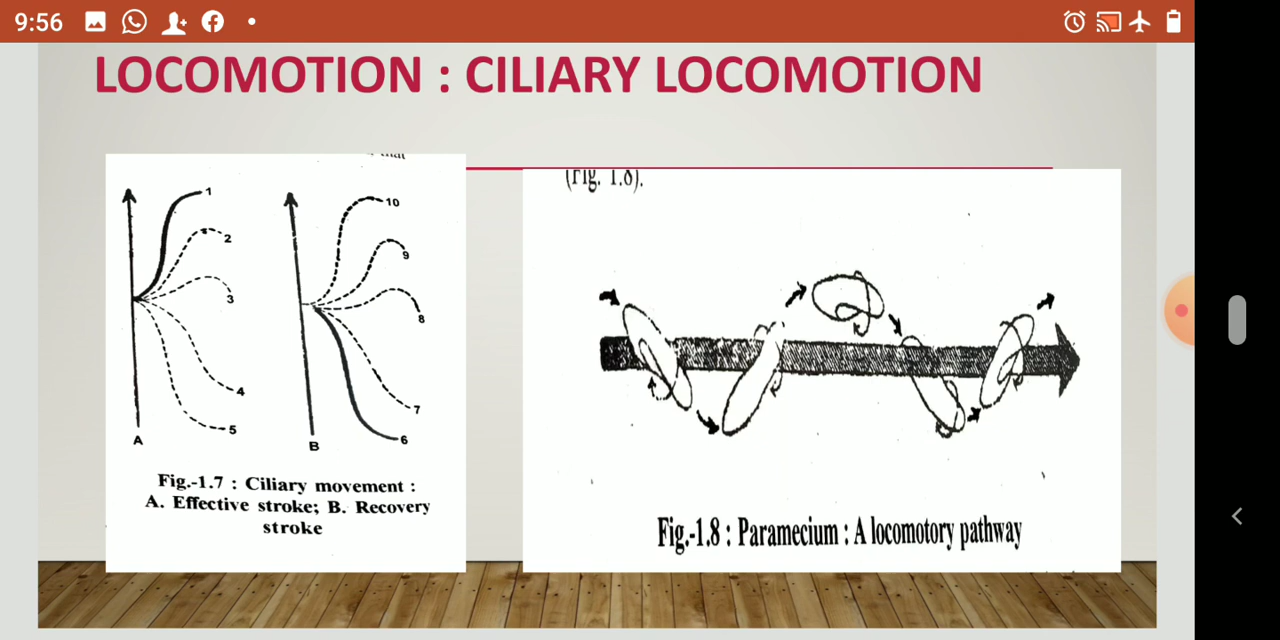 9:56
LOCOMOTION : CILIARY LOCOMOTION
that
(Fig. 1.8).
1
2
3
4
5
A
10
9
8
7
6
B
Fig.-1.7 : Ciliary movement :
A. Effective stroke; B. Recovery
stroke
Fig.-1.8 : Paramecium : A locomotory pathway